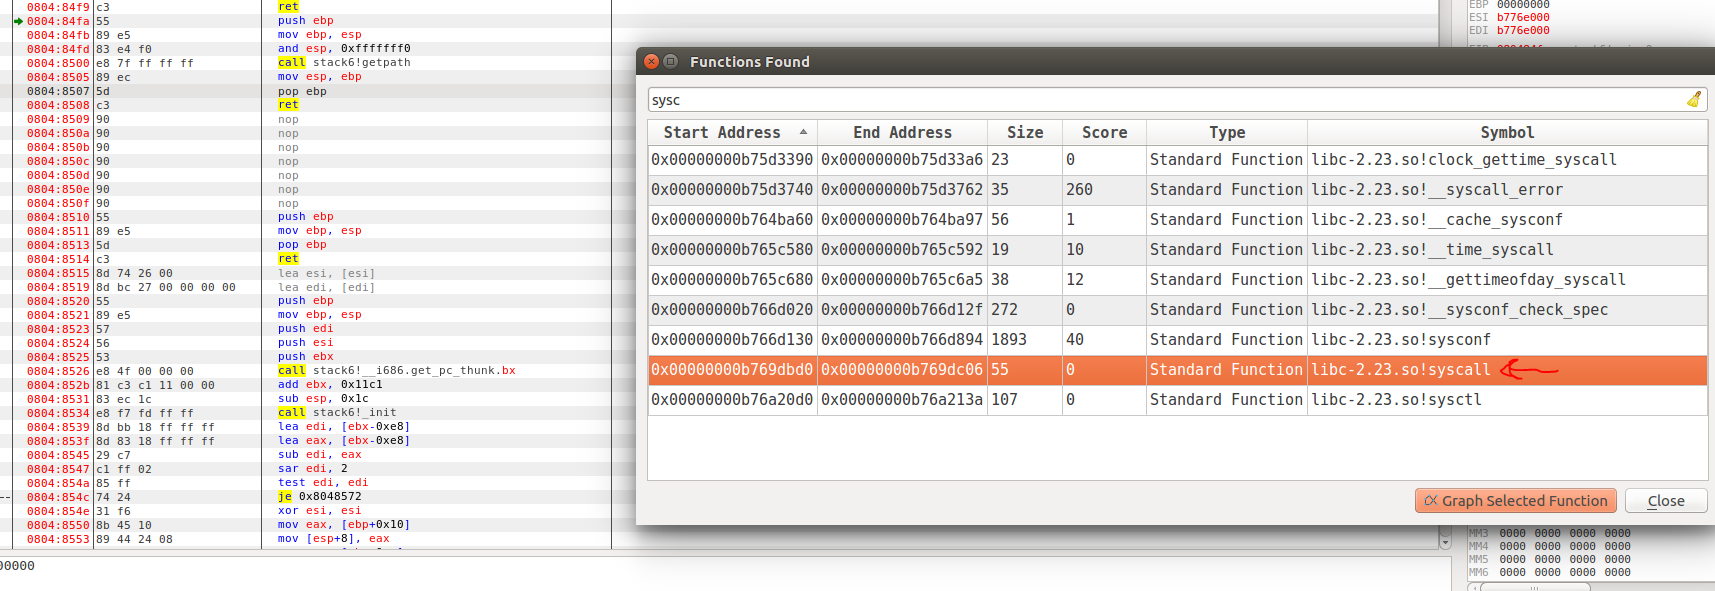 0804:84f9 c3 ret
0804:84fa 55 push ebp
0804:84fb 89 e5 mov ebp, esp
0804:84fd 83 e4 f0 and esp, 0xfffffff0
0804:8500 e8 7f ff ff ff call stack6!getpath
0804:8505 89 ec mov esp, ebp
0804:8507 5d pop ebp
0804:8508 c3 ret
0804:8509 90 nop
0804:850a 90 nop
0804:850b 90 nop
0804:850c 90 nop
0804:850d 90 nop
0804:850e 90 nop
0804:850f 90 nop
0804:8510 55 push ebp
0804:8511 89 e5 mov ebp, esp
0804:8513 5d pop ebp
0804:8514 c3 ret
0804:8515 8d 74 26 00 lea esi, [esi]
0804:8519 8d bc 27 00 00 00 00 lea edi, [edi]
0804:8520 55 push ebp
0804:8521 89 e5 mov ebp, esp
0804:8523 57 push edi
0804:8524 56 push esi
0804:8525 53 push ebx
0804:8526 e8 4f 00 00 00 call stack6!__i686.get_pc_thunk.bx
0804:852b 81 c3 c1 11 00 00 add ebx, 0x11c1
0804:8531 83 ec 1c sub esp, 0x1c
0804:8534 e8 f7 fd ff ff call stack6!_init
0804:8539 8d bb 18 ff ff ff lea edi, [ebx-0xe8]
0804:853f 8d 83 18 ff ff ff lea eax, [ebx-0xe8]
0804:8545 29 c7 sub edi, eax
0804:8547 c1 ff 02 sar edi, 2
0804:854a 85 ff test edi, edi
0804:854c 74 24 je 0x8048572
0804:854e 31 f6 xor esi, esi
0804:8550 8b 45 10 mov eax, [ebp+0x10]
0804:8553 89 44 24 08 mov [esp+8], eax
00000
EBP 00000000
ESI b776e000
EDI b776e000
Functions Found
sysc
Start Address End Address Size Score Type Symbol
0x00000000b75d3390 0x00000000b75d33a6 23 0 Standard Function libc-2.23.so!clock_gettime_syscall
0x00000000b75d3740 0x00000000b75d3762 35 260 Standard Function libc-2.23.so!__syscall_error
0x00000000b764ba60 0x00000000b764ba97 56 1 Standard Function libc-2.23.so!__cache_sysconf
0x00000000b765c580 0x00000000b765c592 19 10 Standard Function libc-2.23.so!__time_syscall
0x00000000b765c680 0x00000000b765c6a5 38 12 Standard Function libc-2.23.so!__gettimeofday_syscall
0x00000000b766d020 0x00000000b766d12f 272 0 Standard Function libc-2.23.so!__sysconf_check_spec
0x00000000b766d130 0x00000000b766d894 1893 40 Standard Function libc-2.23.so!sysconf
0x00000000b769dbd0 0x00000000b769dc06 55 0 Standard Function libc-2.23.so!syscall
0x00000000b76a20d0 0x00000000b76a213a 107 0 Standard Function libc-2.23.so!sysctl
Graph Selected Function
Close
MM3 0000 0000 0000 0000
MM4 0000 0000 0000 0000
MM5 0000 0000 0000 0000
MM6 0000 0000 0000 0000